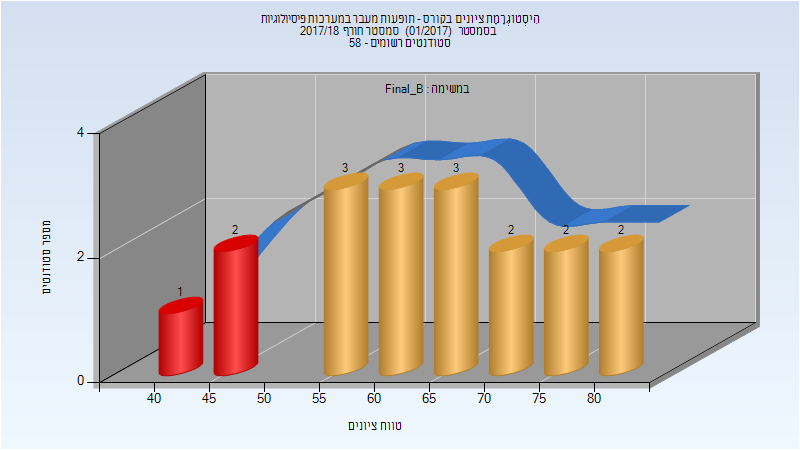 הִיסְטוֹגְרָמַת ציונים בקורס - תופעות מעבר במערכות פיסיולוגיות
בסמסטר  (01/2017)  סמסטר חורף 2017/18
סטודנטים רשומים - 58
במשימה : Final_B
מספר סטודנטים
4
2
0
1
2
3
3
3
2
2
2
40 45 50 55 60 65 70 75 80
טווח ציונים